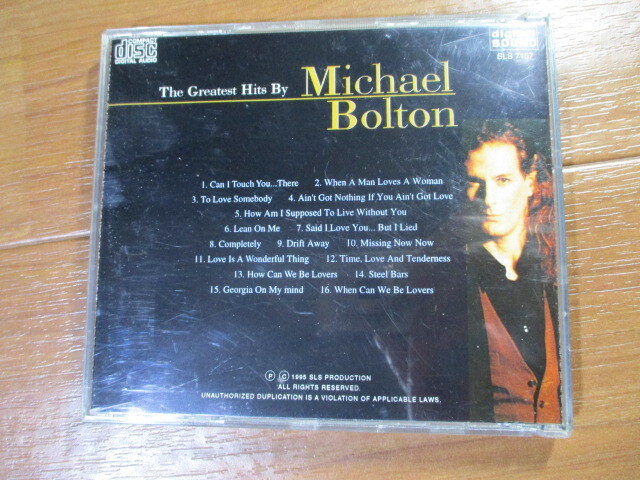 COMPACT
disc
DIGITAL AUDIO
digital
SOUND
SLS 7157
The Greatest Hits By Michael
Bolton
1. Can I Touch You...There 2. When A Man Loves A Woman
3. To Love Somebody 4. Ain't Got Nothing If You Ain't Got Love
5. How Am I Supposed To Live Without You
6. Lean On Me 7. Said I Love You... But I Lied
8. Completely 9. Drift Away 10. Missing Now Now
11. Love Is A Wonderful Thing 12. Time, Love And Tenderness
13. How Can We Be Lovers 14. Steel Bars
15. Georgia On My mind 16. When Can We Be Lovers
Ⓟ Ⓒ 1995 SLS PRODUCTION
ALL RIGHTS RESERVED.
UNAUTHORIZED DUPLICATION IS A VIOLATION OF APPLICABLE LAWS.